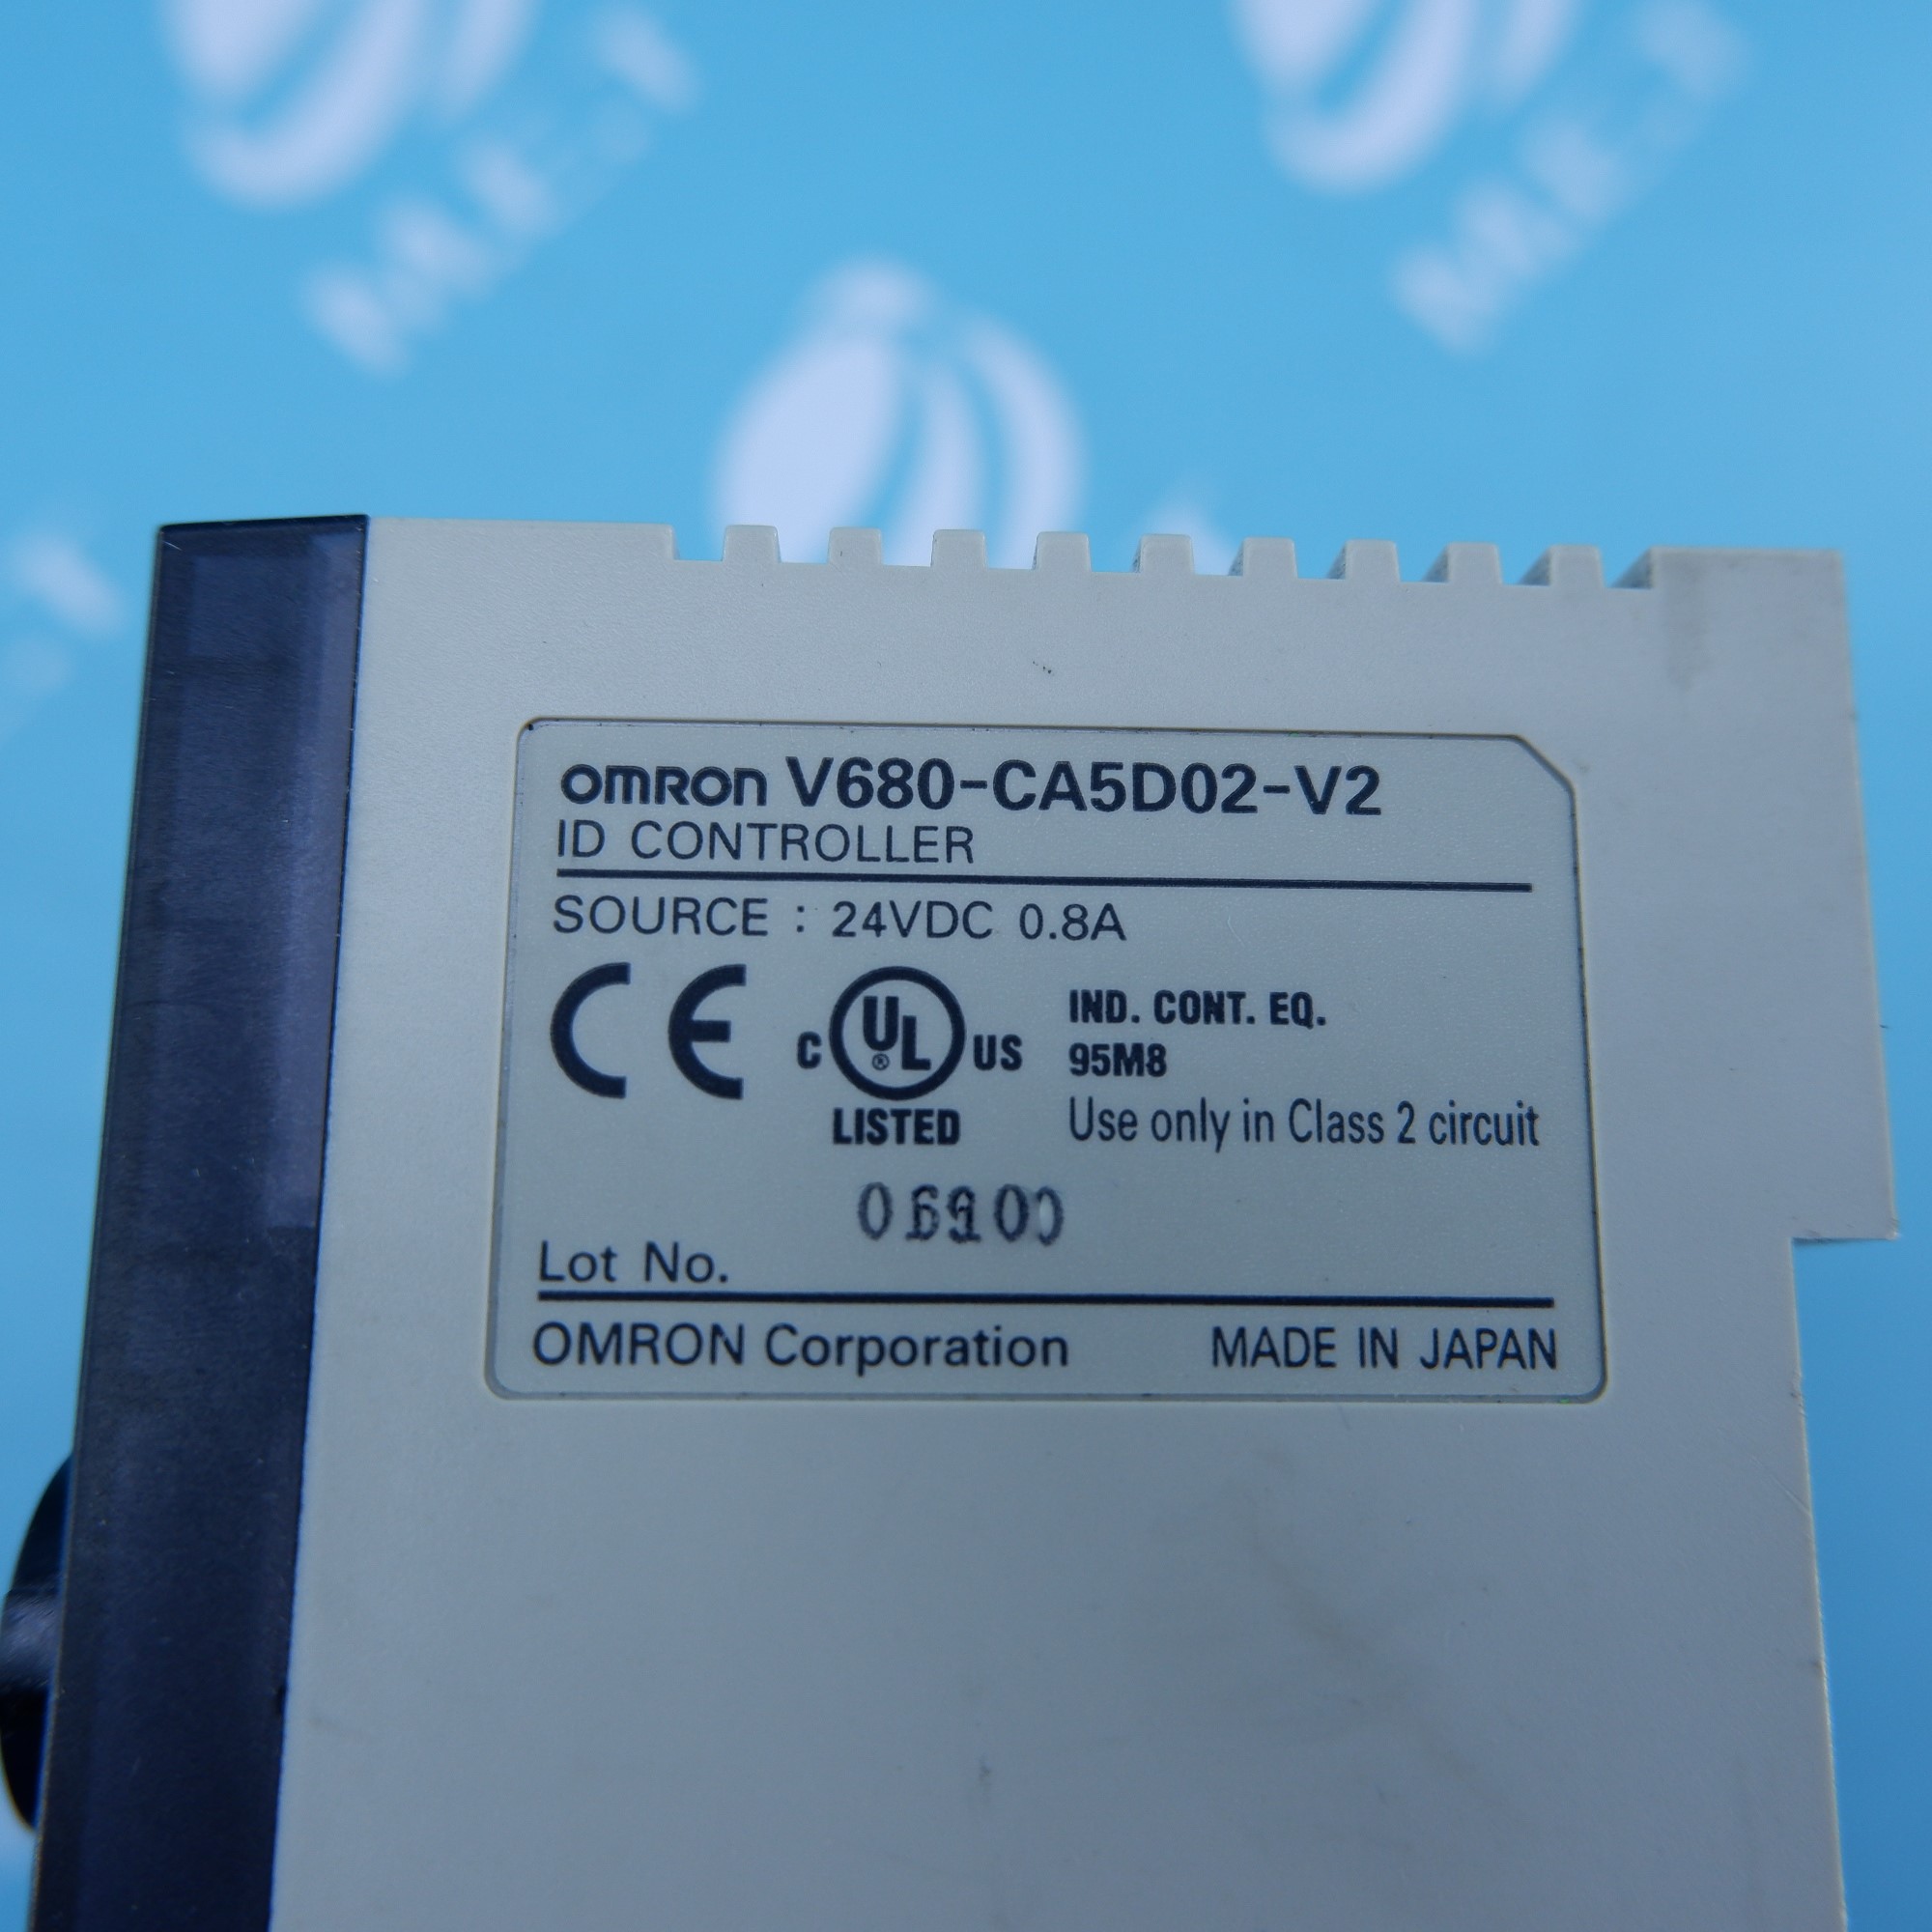 OMRON V680-CA5D02-V2
ID CONTROLLER
SOURCE : 24VDC 0.8A
CE C UL ® US LISTED
IND. CONT. EQ.
95M8
Use only in Class 2 circuit
Lot No.
OMRON Corporation MADE IN JAPAN